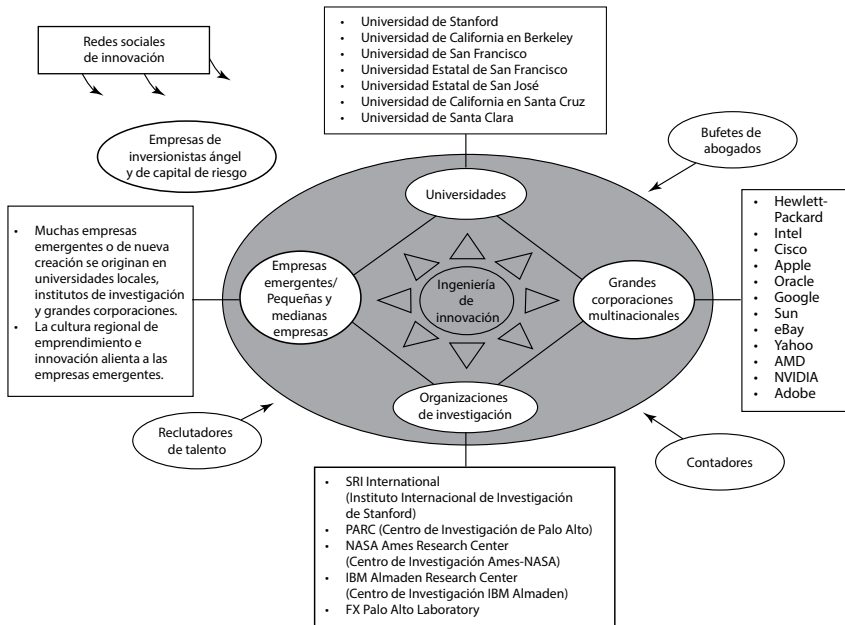 Redes sociales
de innovación
• Universidad de Stanford
• Universidad de California en Berkeley
• Universidad de San Francisco
• Universidad Estatal de San Francisco
• Universidad Estatal de San José
• Universidad de California en Santa Cruz
• Universidad de Santa Clara
Empresas de
inversionistas ángel
y de capital de riesgo
Bufetes de
abogados
Universidades
• Muchas empresas
emergentes o de nueva
creación se originan en
universidades locales,
institutos de investigación
y grandes corporaciones.
• La cultura regional de
emprendimiento e
innovación alienta a las
empresas emergentes.
Empresas
emergentes/
Pequeñas y
medianas
empresas
Ingeniería
de
innovación
Grandes
corporaciones
multinacionales
• Hewlett-
Packard
• Intel
• Cisco
• Apple
• Oracle
• Google
• Sun
• eBay
• Yahoo
• AMD
• NVIDIA
• Adobe
Organizaciones
de investigación
Reclutadores
de talento
Contadores
• SRI International
(Instituto Internacional de Investigación
de Stanford)
• PARC (Centro de Investigación de Palo Alto)
• NASA Ames Research Center
(Centro de Investigación Ames-NASA)
• IBM Almaden Research Center
(Centro de Investigación IBM Almaden)
• FX Palo Alto Laboratory